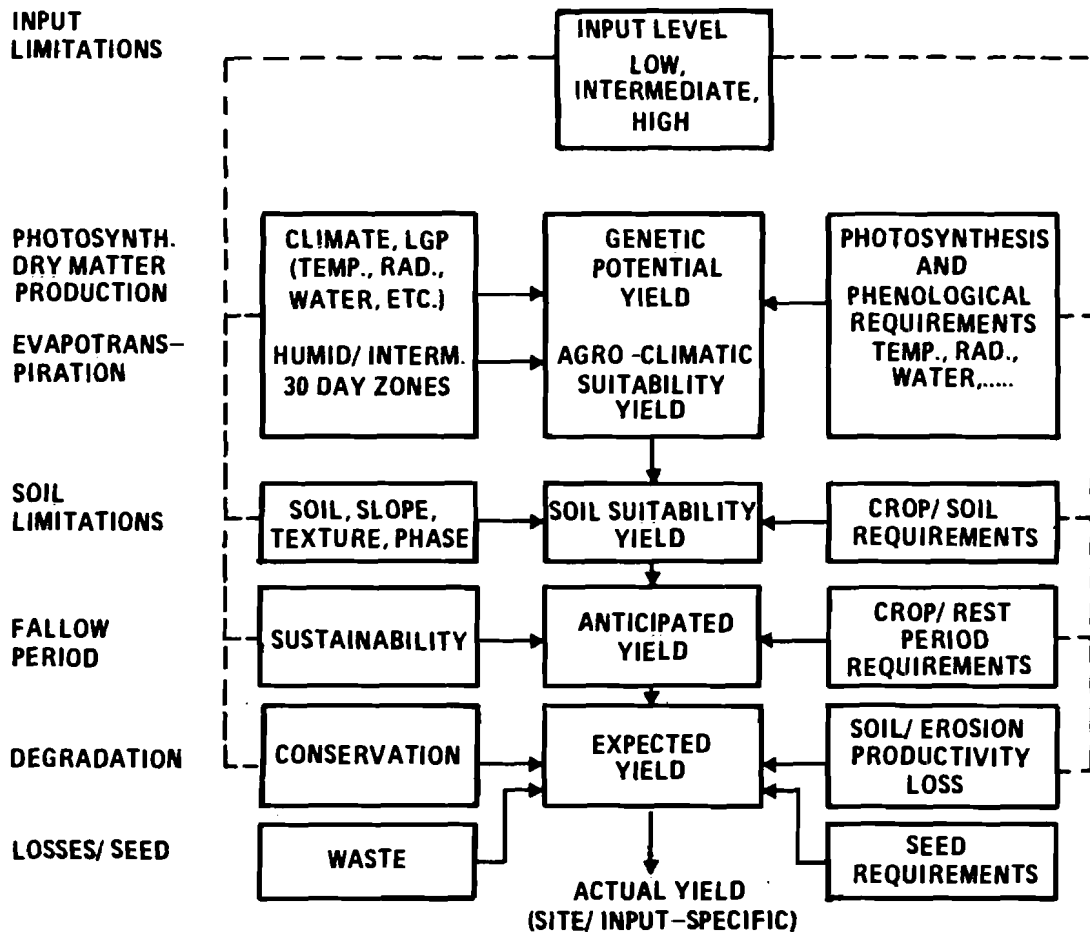 INPUT
LIMITATIONS
INPUT LEVEL
LOW,
INTERMEDIATE,
HIGH
PHOTOSYNTH.
DRY MATTER
PRODUCTION
EVAPOTRANS-
PIRATION
CLIMATE, LGP
(TEMP., RAD.,
WATER, ETC.)
HUMID/ INTERM.
30 DAY ZONES
GENETIC
POTENTIAL
YIELD
AGRO-CLIMATIC
SUITABILITY
YIELD
PHOTOSYNTHESIS
AND
PHENOLOGICAL
REQUIREMENTS
TEMP., RAD.,
WATER,.....
SOIL
LIMITATIONS
SOIL, SLOPE,
TEXTURE, PHASE
SOIL SUITABILITY
YIELD
CROP/ SOIL
REQUIREMENTS
FALLOW
PERIOD
SUSTAINABILITY
ANTICIPATED
YIELD
CROP/ REST
PERIOD
REQUIREMENTS
DEGRADATION
CONSERVATION
EXPECTED
YIELD
SOIL/ EROSION
PRODUCTIVITY
LOSS
LOSSES/ SEED
WASTE
SEED
REQUIREMENTS
ACTUAL YIELD
(SITE/ INPUT-SPECIFIC)